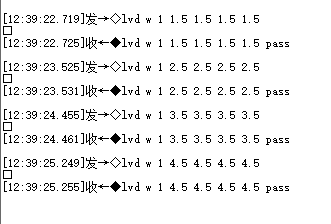 [12:39:22.719]发→◇lvd w 1 1.5 1.5 1.5 1.5
□
[12:39:22.725]收←◆lvd w 1 1.5 1.5 1.5 1.5 pass
[12:39:23.525]发→◇lvd w 1 2.5 2.5 2.5 2.5
□
[12:39:23.531]收←◆lvd w 1 2.5 2.5 2.5 2.5 pass
[12:39:24.455]发→◇lvd w 1 3.5 3.5 3.5 3.5
□
[12:39:24.461]收←◆lvd w 1 3.5 3.5 3.5 3.5 pass
[12:39:25.249]发→◇lvd w 1 4.5 4.5 4.5 4.5
□
[12:39:25.255]收←◆lvd w 1 4.5 4.5 4.5 4.5 pass